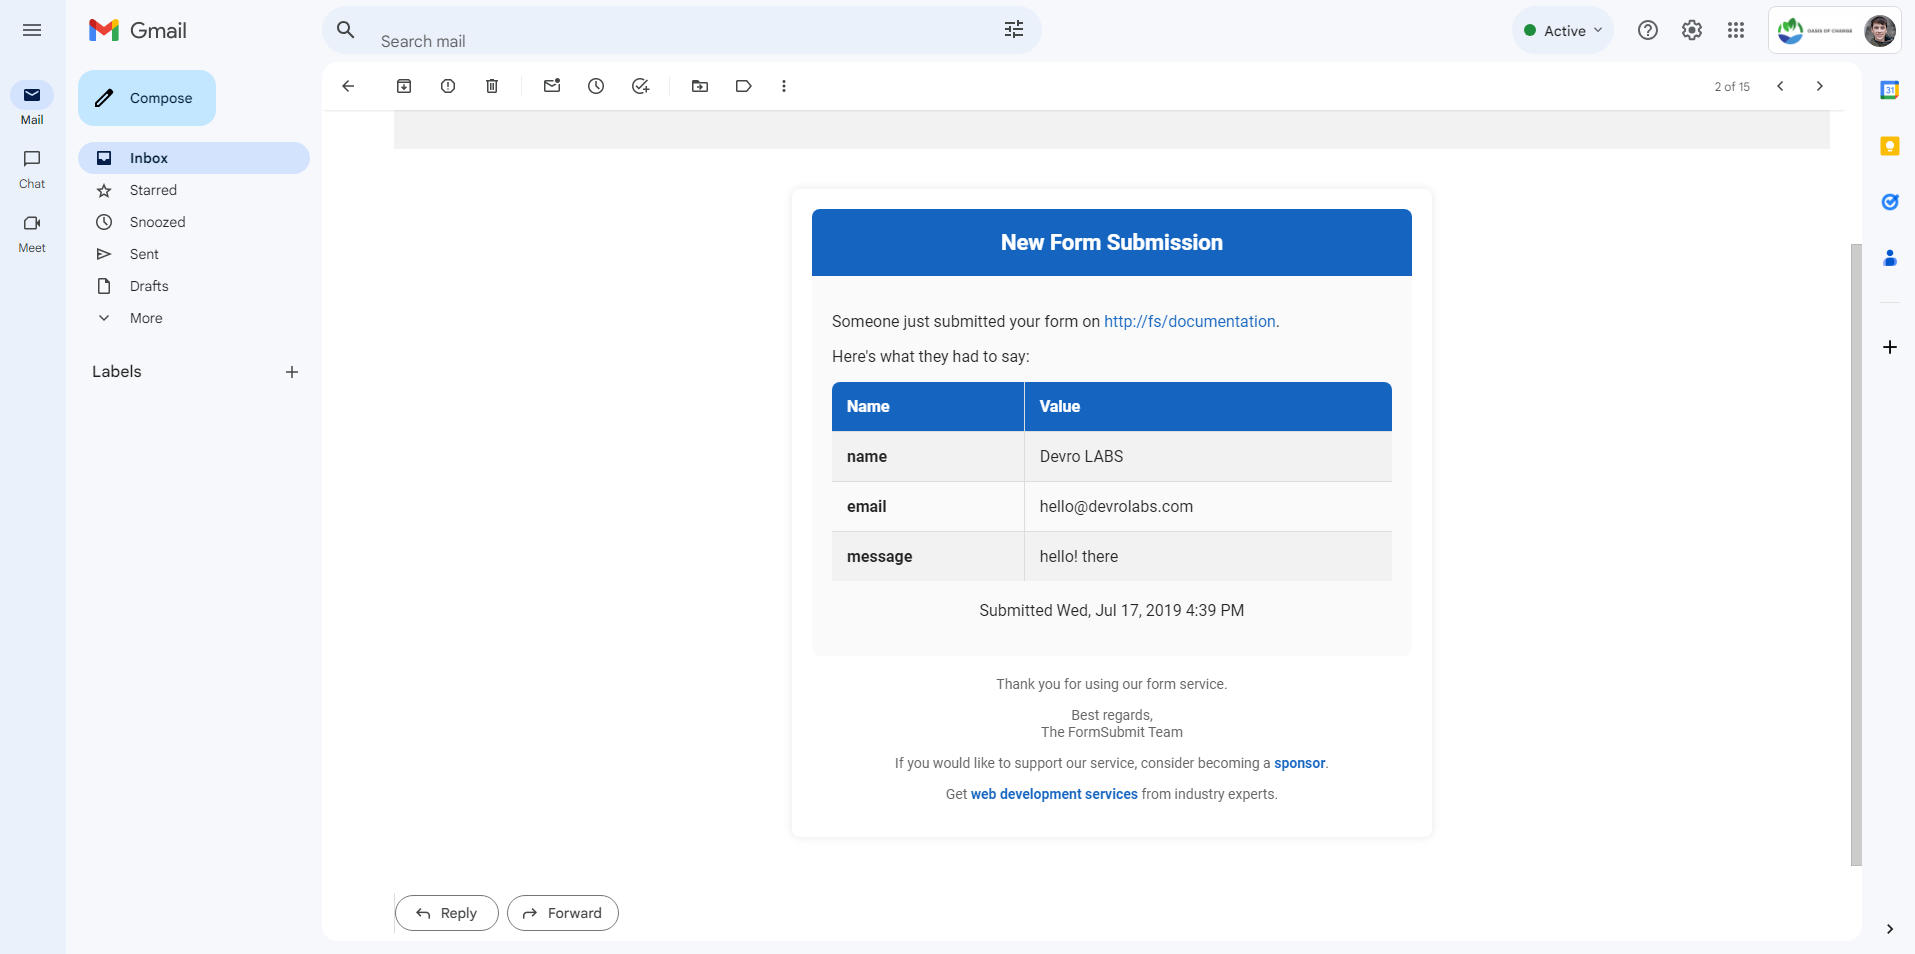 Gmail
Search mail
Active
OASIS OF CHANGE
Compose
2 of 15
Mail
Chat
Meet
Inbox
Starred
Snoozed
Sent
Drafts
More
Labels
31
New Form Submission
Someone just submitted your form on http://fs/documentation.
Here's what they had to say:
Name Value
name Devro LABS
email hello@devrolabs.com
message hello! there
Submitted Wed, Jul 17, 2019 4:39 PM
Thank you for using our form service.
Best regards,
The FormSubmit Team
If you would like to support our service, consider becoming a sponsor.
Get web development services from industry experts.
Reply
Forward